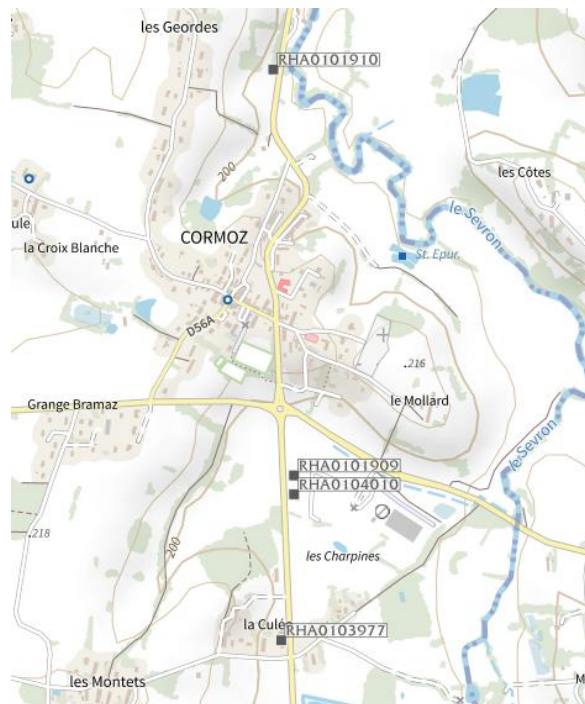 les Geordes
RHA0101910
200
les Côtes
ule
la Croix Blanche
CORMOZ
le Sevron
St. Epur.
D56A
.216
Grange Bramaz
le Mollard
le Sevron
RHA0101909
RHA0104010
.218
200
les Charpines
la Culée
RHA0103977
les Montets
M